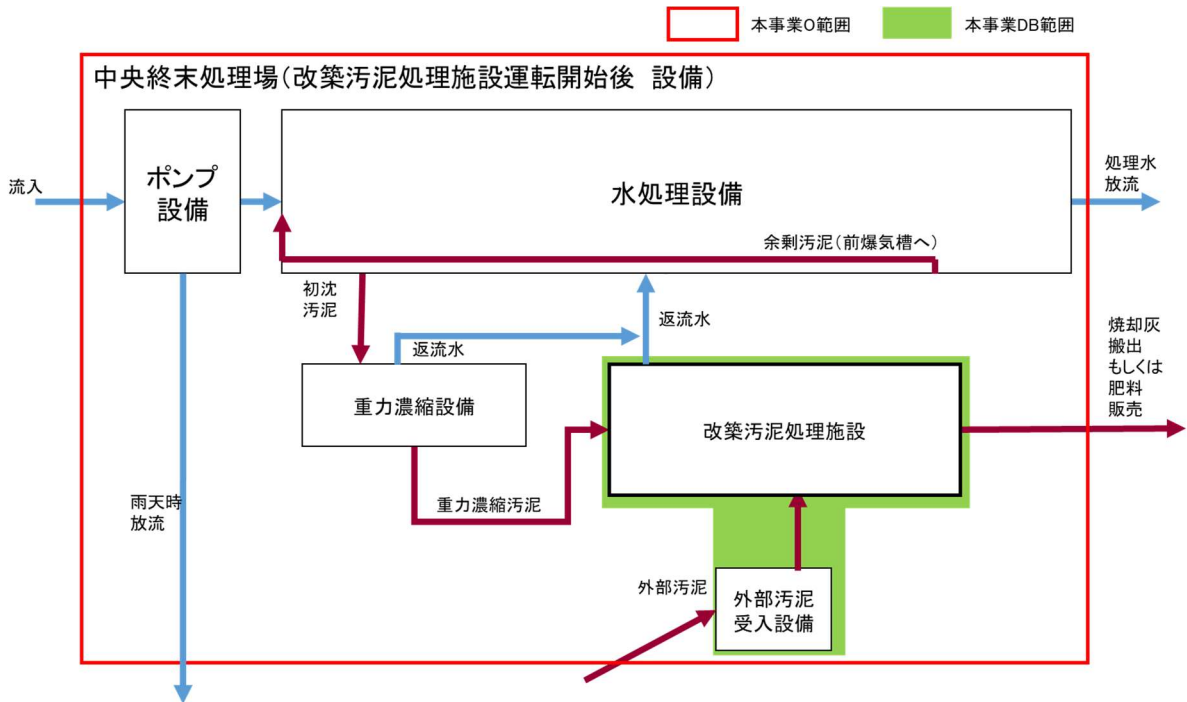 本事業O範囲
本事業DB範囲
中央終末処理場(改築汚泥処理施設運転開始後 設備)
流入
ポンプ
設備
水処理設備
処理水
放流
余剰汚泥(前爆気槽へ)
初沈
汚泥
返流水
返流水
焼却灰
搬出
もしくは
肥料
販売
重力濃縮設備
改築汚泥処理施設
雨天時
放流
重力濃縮汚泥
外部汚泥
外部汚泥
受入設備